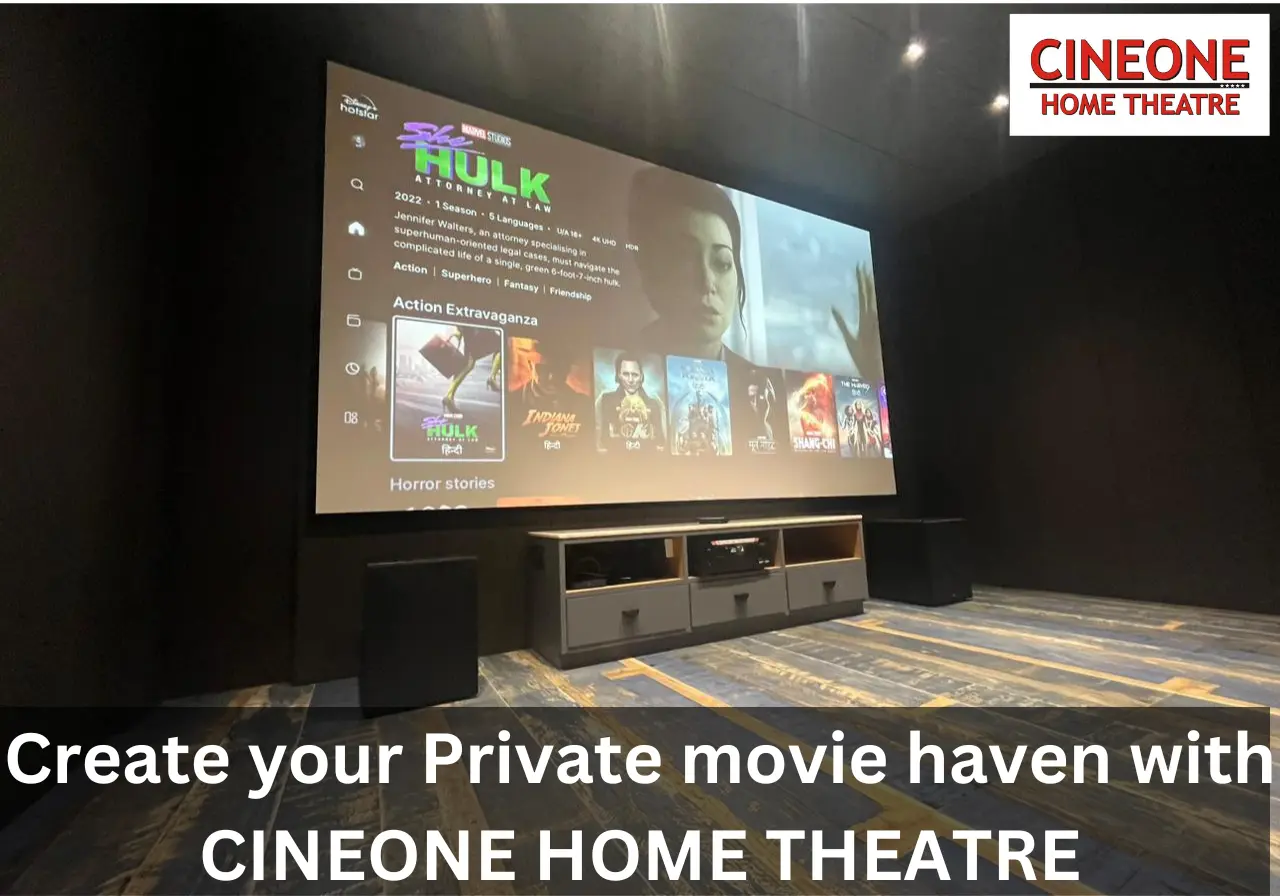 CINEONE
HOME THEATRE
Disney+
hotstar
MARVEL STUDIOS
She
HULK
ATTORNEY AT LAW
2022 • 1 Season • 5 Languages • U/A 16+ 4K UHD HDR
Jennifer Walters, an attorney specialising in
superhuman-oriented legal cases, must navigate the
complicated life of a single, green 6-foot-7-inch hulk.
Action | Superhero | Fantasy | Friendship
Action Extravaganza
She
HULK
ATTORNEY AT LAW
हिन्दी
INDIANA
JONES
हिन्दी
हिन्दी
SHANG-CHI
THE MARVELS
Horror stories
Create your Private movie haven with
CINEONE HOME THEATRE